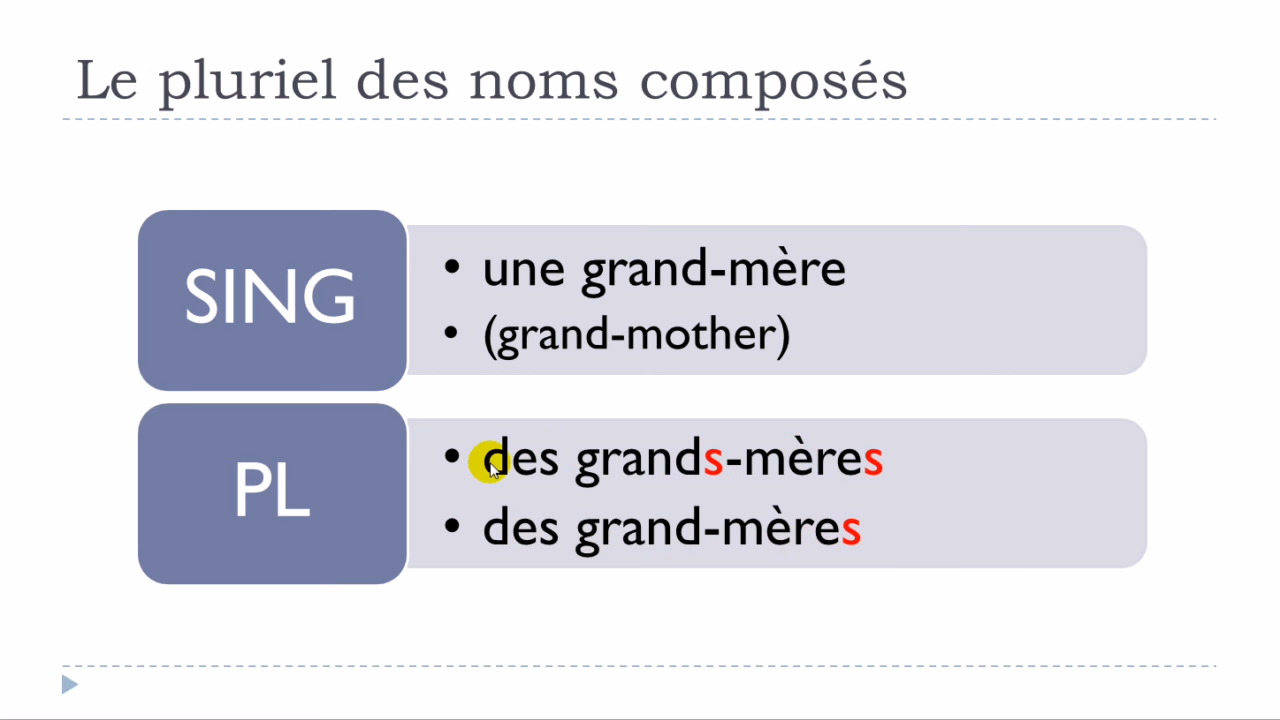 Le pluriel des noms composés
SING
• une grand-mère
• (grand-mother)
PL
• des grands-mères
• des grand-mères